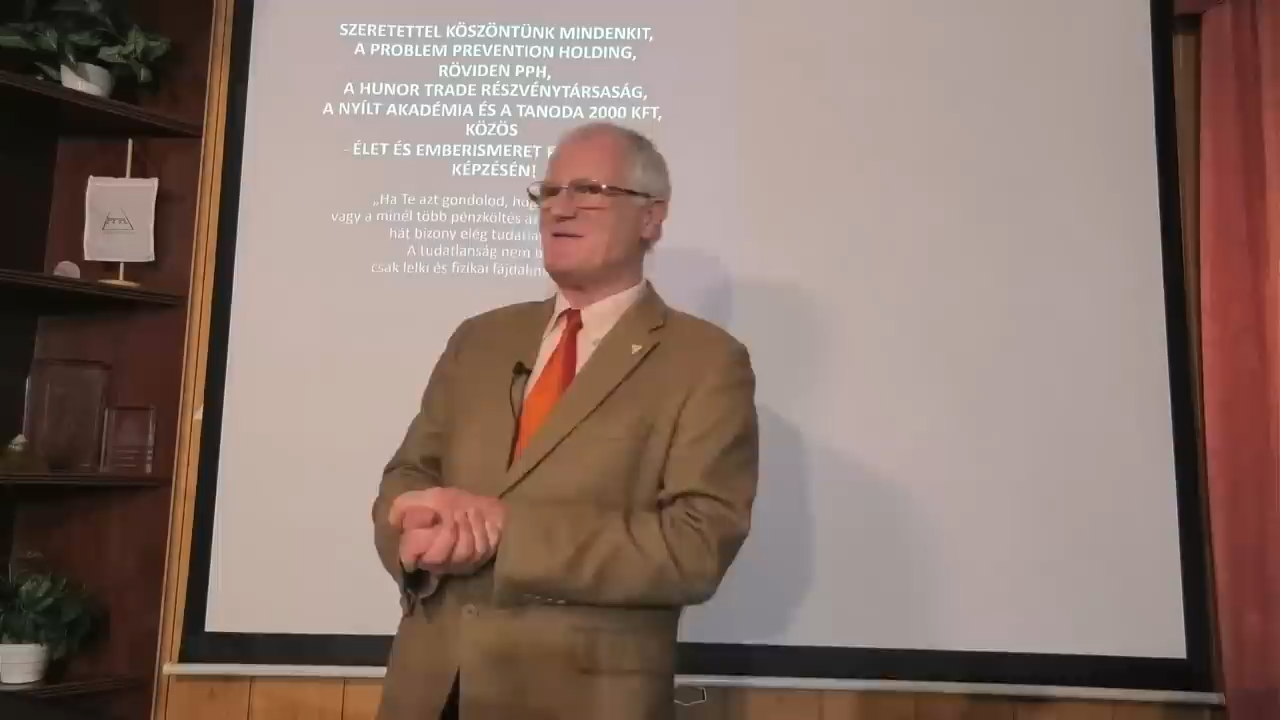 SZERETETTEL KÖSZÖNTÜNK MINDENKIT,
A PROBLEM PREVENTION HOLDING,
RÖVIDEN PPH,
A HUNOR TRADE RÉSZVÉNYTÁRSASÁG,
A NYÍLT AKADÉMIA ÉS A TANODA 2000 KFT,
KÖZÖS
- ÉLET ÉS EMBERISMERET
KÉPZÉSÉN!
„Ha Te azt gondolod,
vagy a minél több pénzköltés
hát bizony elég
A tudatlanság nem
csak lelki és fizikai